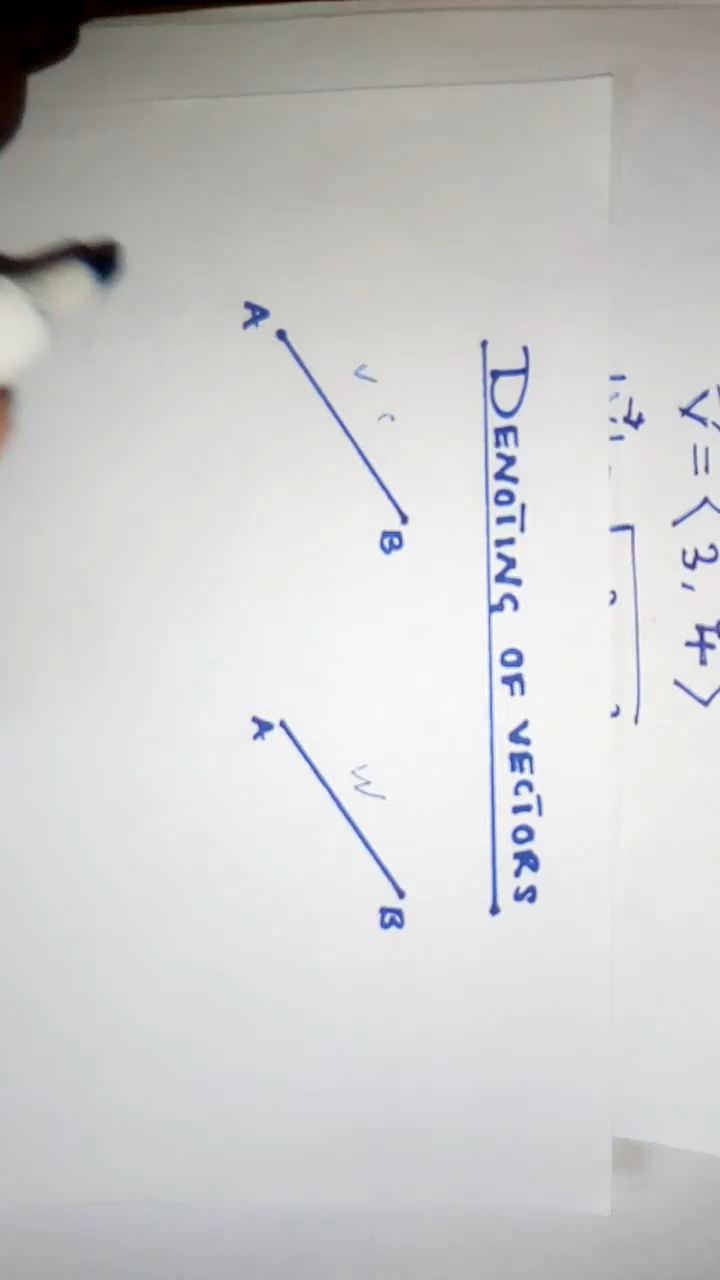 V = ⟨3, 4⟩
DENOTING OF VECTORS
B B
V W
A A